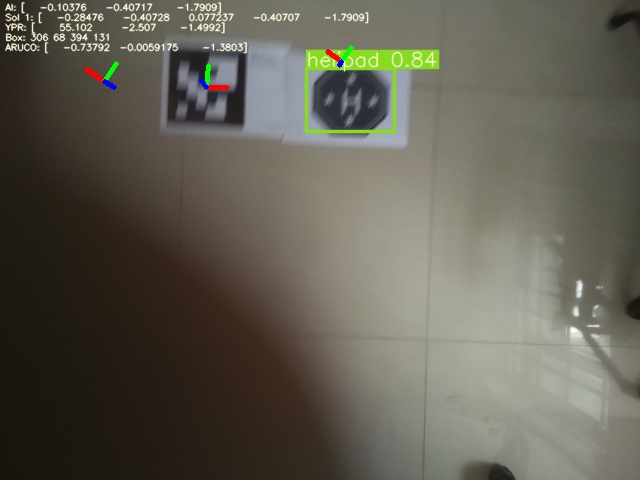 AI: [ −0.10376 −0.40717 −1.7909]
Sol 1: [ −0.28476 −0.40728 0.077237 −0.40707 −1.7909]
YPR: [ 55.102 −2.507 −1.4992]
Box: 306 68 394 131
ARUCO: [ −0.73792 −0.0059175 −1.3803]
helipad 0.84
H